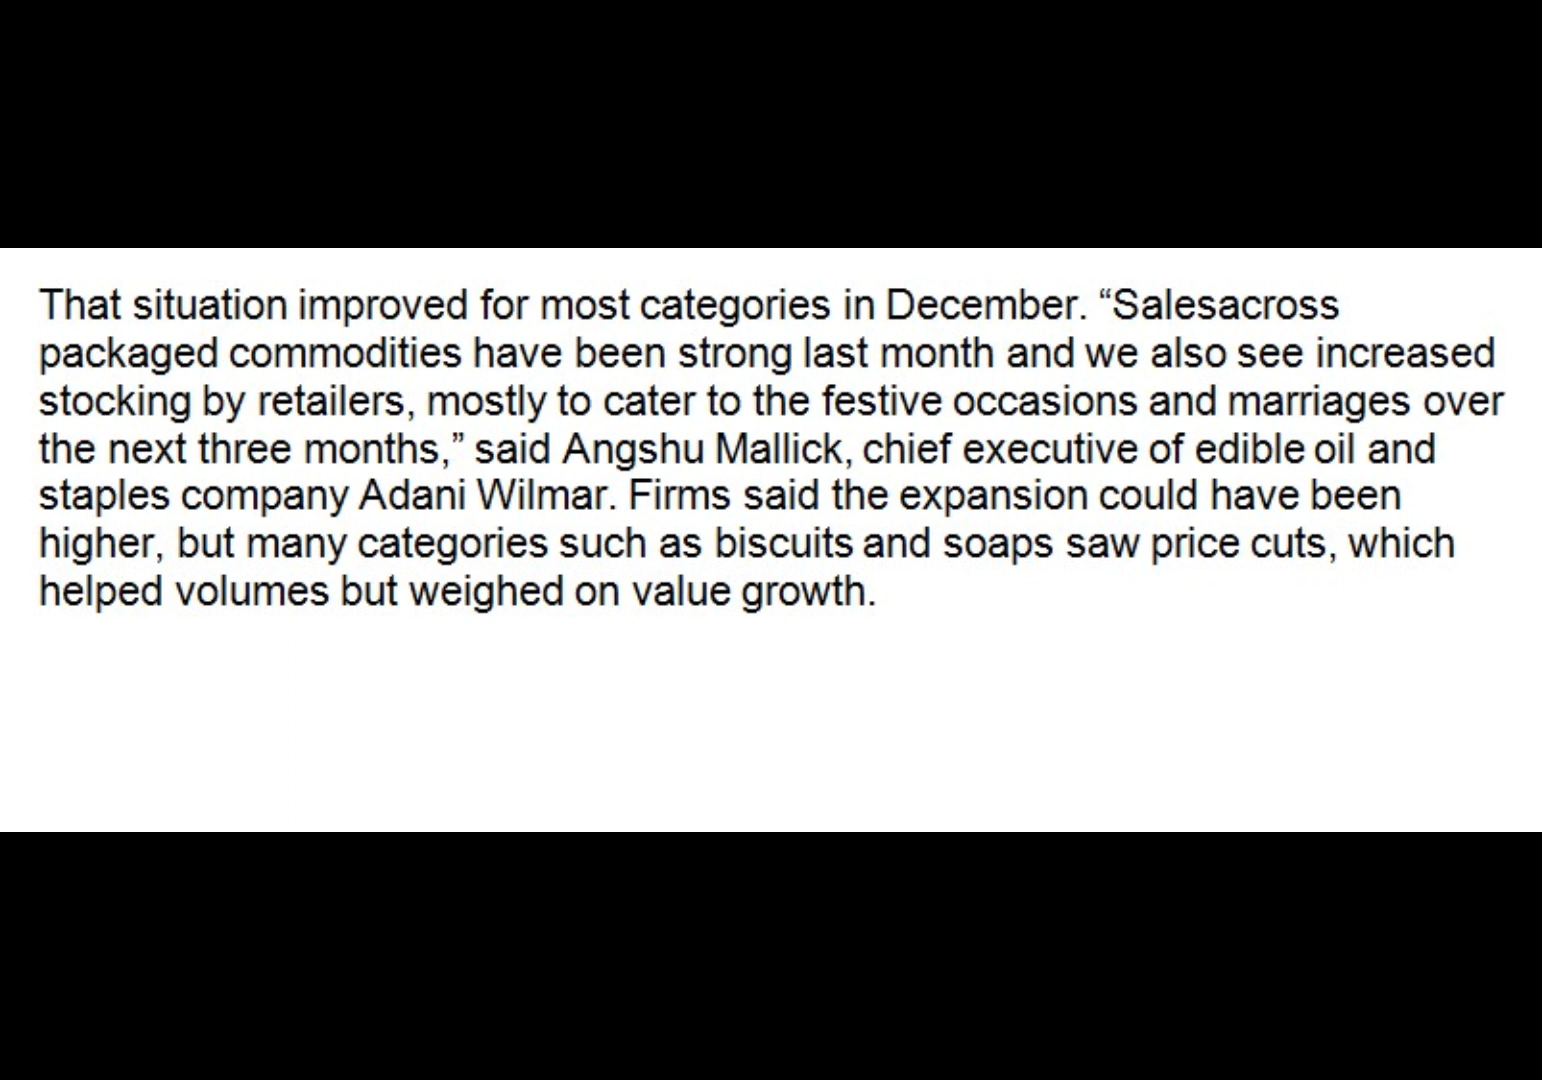 That situation improved for most categories in December. “Salesacross
packaged commodities have been strong last month and we also see increased
stocking by retailers, mostly to cater to the festive occasions and marriages over
the next three months,” said Angshu Mallick, chief executive of edible oil and
staples company Adani Wilmar. Firms said the expansion could have been
higher, but many categories such as biscuits and soaps saw price cuts, which
helped volumes but weighed on value growth.